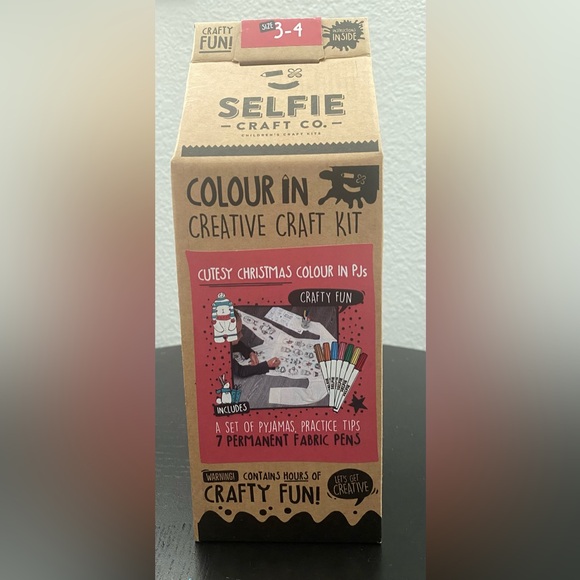 CRAFTY
FUN!
SIZE 3-4
INSTRUCTIONS
INSIDE
SELFIE
CRAFT CO.
CHILDREN'S CRAFT KITS
COLOUR IN
CREATIVE CRAFT KIT
CUTESY CHRISTMAS COLOUR IN PJs
CRAFTY FUN
INCLUDES
A SET OF PYJAMAS, PRACTICE TIPS
7 PERMANENT FABRIC PENS
WARNING! CONTAINS HOURS OF
CRAFTY FUN!
LET'S GET
CREATIVE